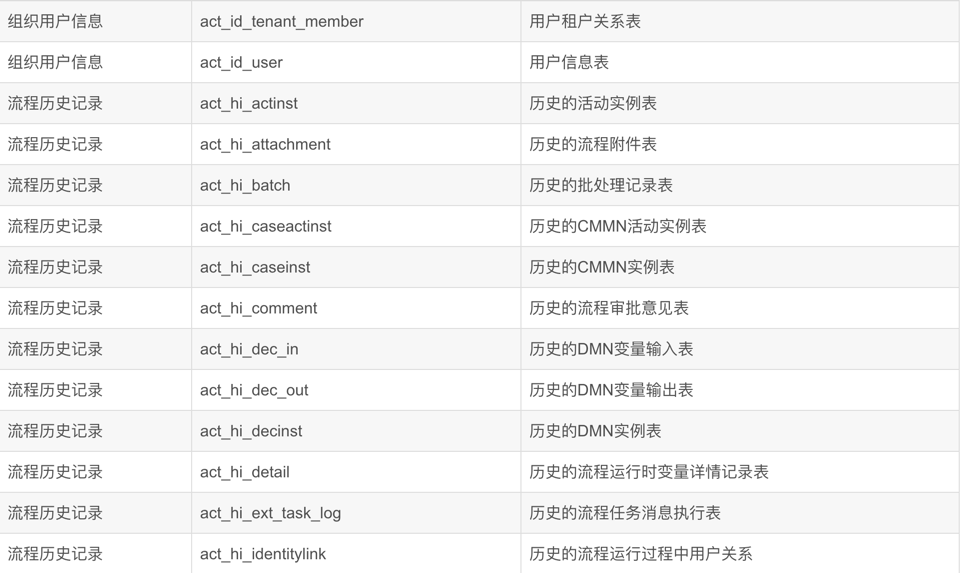 组织用户信息 act_id_tenant_member 用户租户关系表
组织用户信息 act_id_user 用户信息表
流程历史记录 act_hi_actinst 历史的活动实例表
流程历史记录 act_hi_attachment 历史的流程附件表
流程历史记录 act_hi_batch 历史的批处理记录表
流程历史记录 act_hi_caseactinst 历史的CMMN活动实例表
流程历史记录 act_hi_caseinst 历史的CMMN实例表
流程历史记录 act_hi_comment 历史的流程审批意见表
流程历史记录 act_hi_dec_in 历史的DMN变量输入表
流程历史记录 act_hi_dec_out 历史的DMN变量输出表
流程历史记录 act_hi_decinst 历史的DMN实例表
流程历史记录 act_hi_detail 历史的流程运行时变量详情记录表
流程历史记录 act_hi_ext_task_log 历史的流程任务消息执行表
流程历史记录 act_hi_identitylink 历史的流程运行过程中用户关系